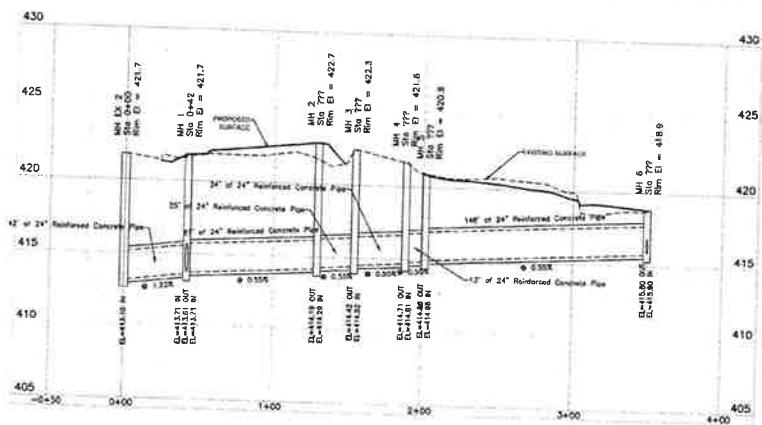 430
425
420
415
410
405
430
425
420
415
410
405
MH EX 2
Sta 0+00
Rim El = 421.7
MH 1
Sta 0+42
Rim El = 421.7
MH 2
Sta ???
Rim El = 422.7
MH 3
Sta ???
Rim El = 422.3
MH 4
Sta ???
Rim El = 421.6
MH 5
Sta ???
Rim El = 420.8
MH 6
Sta ???
Rim El = 418.9
PROPOSED
SURFACE
EXISTING SURFACE
24" of 24" Reinforced Concrete Pipe
25' of 24" Reinforced Concrete Pipe
of 24" Reinforced Concrete Pipe
42' of 24" Reinforced Concrete Pipe
148' of 24" Reinforced Concrete Pipe
12' of 24" Reinforced Concrete Pipe
1.22%
0.55%
0.55%
0.50%
0.50%
0.55%
EL=413.10 IN
EL=413.71 IN
EL=413.61 OUT
EL=413.71 IN
EL=414.19 OUT
EL=414.29 IN
EL=414.42 OUT
EL=414.52 IN
EL=414.71 OUT
EL=414.81 IN
OUT
EL=414.98 IN
EL=415.80 OUT
EL=415.90 IN
-0+50
0+00
1+00
2+00
3+00
4+00